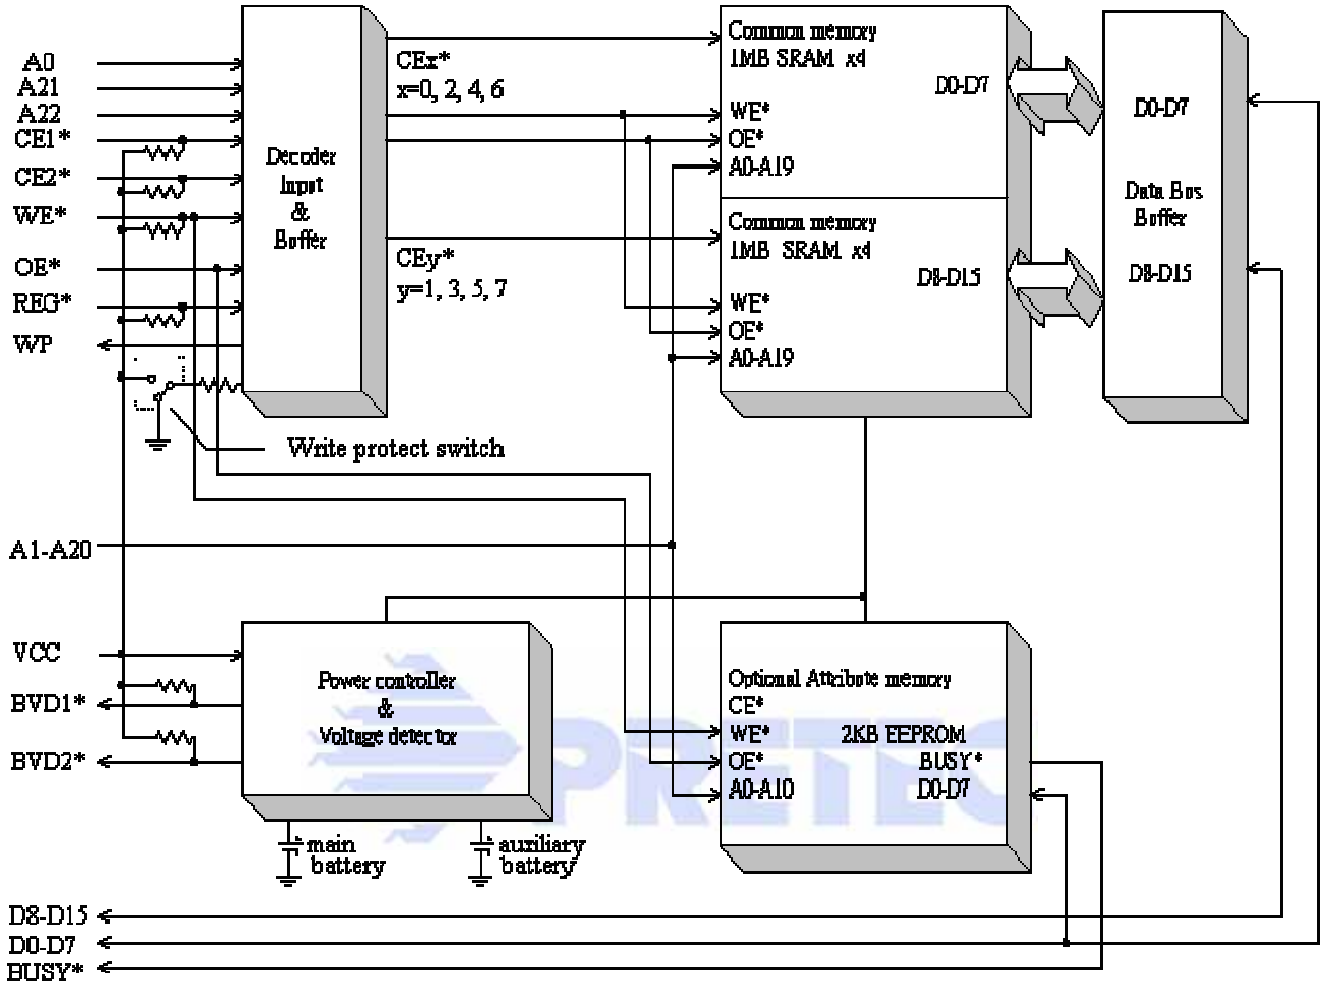 A0
A21
A22
CE1*
CE2*
WE*
OE*
REG*
WP
Decoder
Input
&
Buffer
CEx*
x=0, 2, 4, 6
CEy*
y=1, 3, 5, 7
Common memory
1MB SRAM x4
D0-D7
WE*
OE*
A0-A19
Common memory
1MB SRAM x4
D8-D15
WE*
OE*
A0-A19
D0-D7
Data Bus
Buffer
D8-D15
Write protect switch
A1-A20
VCC
BVD1*
BVD2*
Power controller
&
Voltage detector
main
battery
auxiliary
battery
Optional Attribute memory
CE*
WE*
2KB EEPROM
OE*
BUSY*
A0-A10
D0-D7
PRETEC
D8-D15
D0-D7
BUSY*